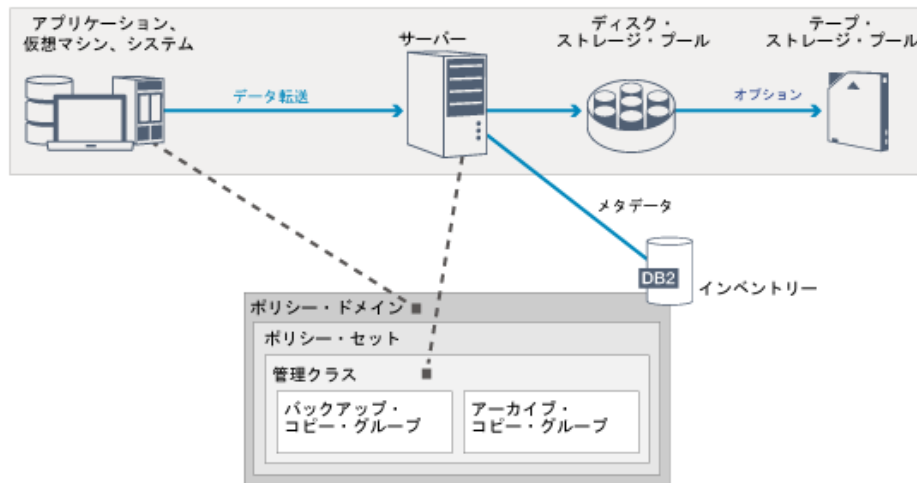 アプリケーション、
仮想マシン、システム
サーバー
ディスク・
ストレージ・プール
テープ・
ストレージ・プール
データ転送
オプション
メタデータ
DB2
インベントリー
ポリシー・ドメイン
ポリシー・セット
管理クラス
バックアップ・
コピー・グループ
アーカイブ・
コピー・グループ